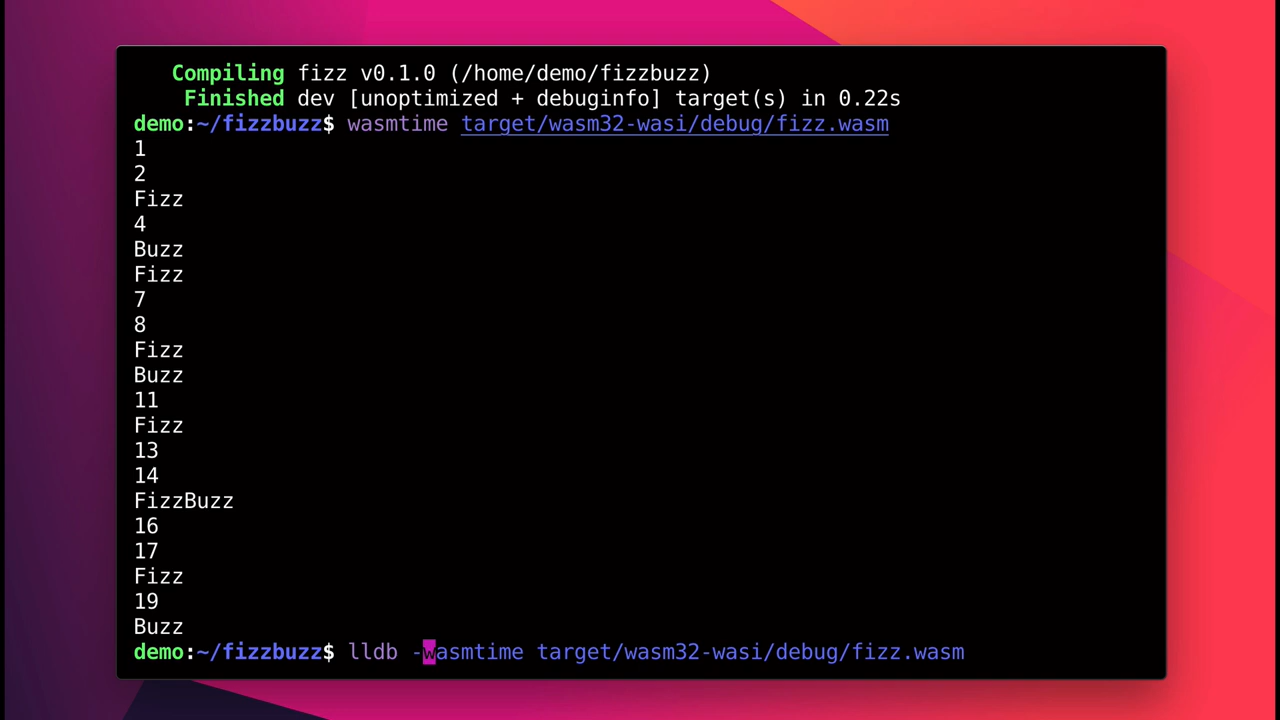 Compiling fizz v0.1.0 (/home/demo/fizzbuzz)
Finished dev [unoptimized + debuginfo] target(s) in 0.22s
demo:~/fizzbuzz$ wasmtime target/wasm32-wasi/debug/fizz.wasm
1
2
Fizz
4
Buzz
Fizz
7
8
Fizz
Buzz
11
Fizz
13
14
FizzBuzz
16
17
Fizz
19
Buzz
demo:~/fizzbuzz$ lldb -wasmtime target/wasm32-wasi/debug/fizz.wasm